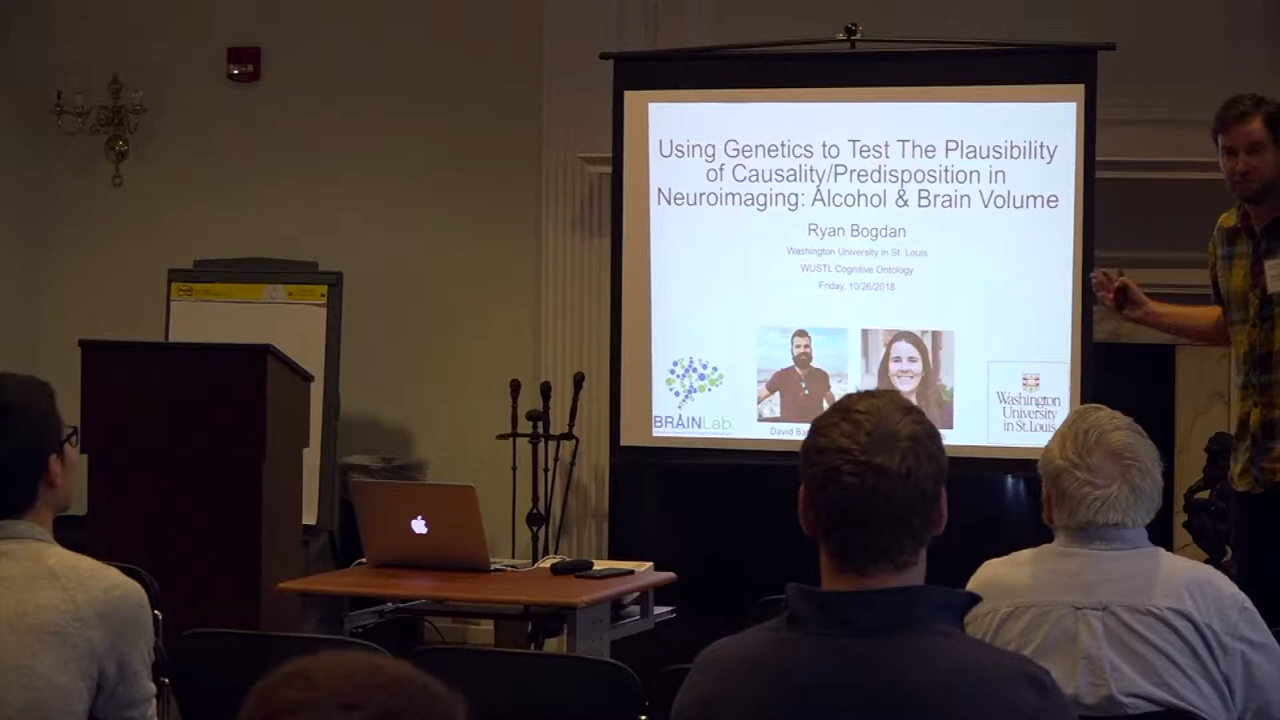 Using Genetics to Test The Plausibility
of Causality/Predisposition in
Neuroimaging: Alcohol & Brain Volume
Ryan Bogdan
Washington University in St. Louis
WUSTL Cognitive Ontology
Friday, 10/26/2018
BRAINLab.
David
Washington
University
in St. Louis